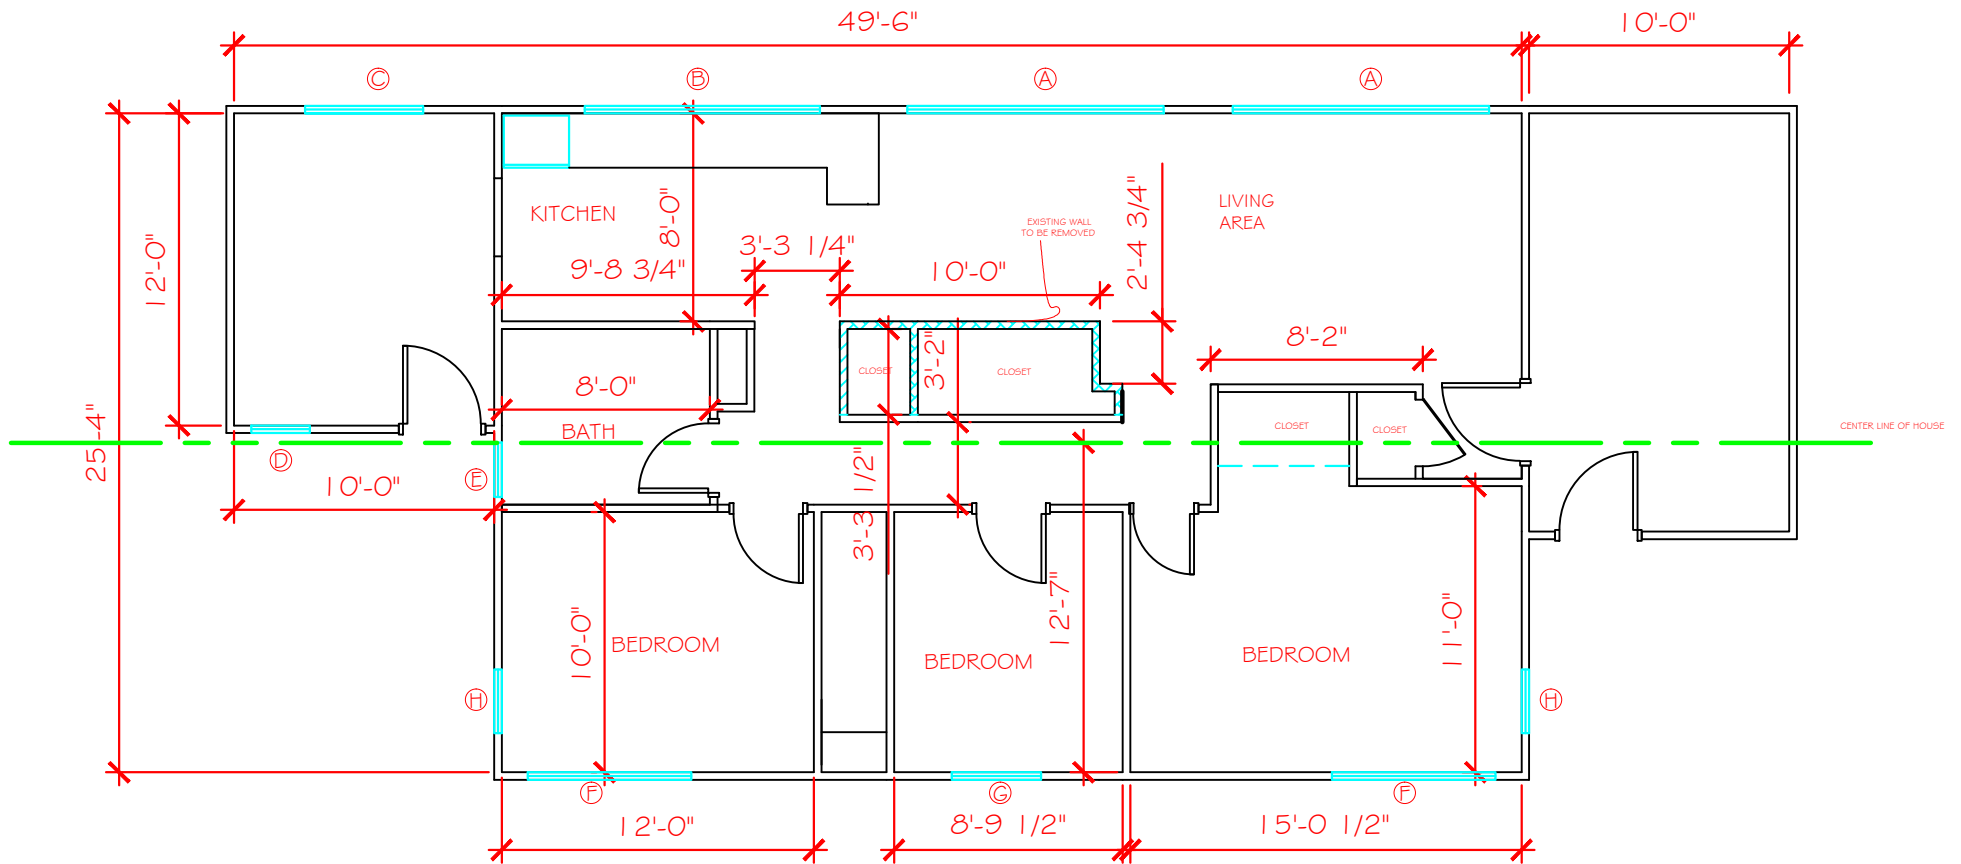 49'-6"
10'-0"
C
B
A
A
12'-0"
25'-4"
KITCHEN
8'-0"
3'-3 1/4"
9'-8 3/4"
10'-0"
EXISTING WALL
TO BE REMOVED
2'-4 3/4"
LIVING
AREA
8'-2"
3'-2"
CLOSET
CLOSET
8'-0"
BATH
CLOSET
CLOSET
CENTER LINE OF HOUSE
D
E
10'-0"
3'-3 1/2"
12'-7"
10'-0"
11'-0"
BEDROOM
BEDROOM
BEDROOM
H
H
F
G
F
12'-0"
8'-9 1/2"
15'-0 1/2"